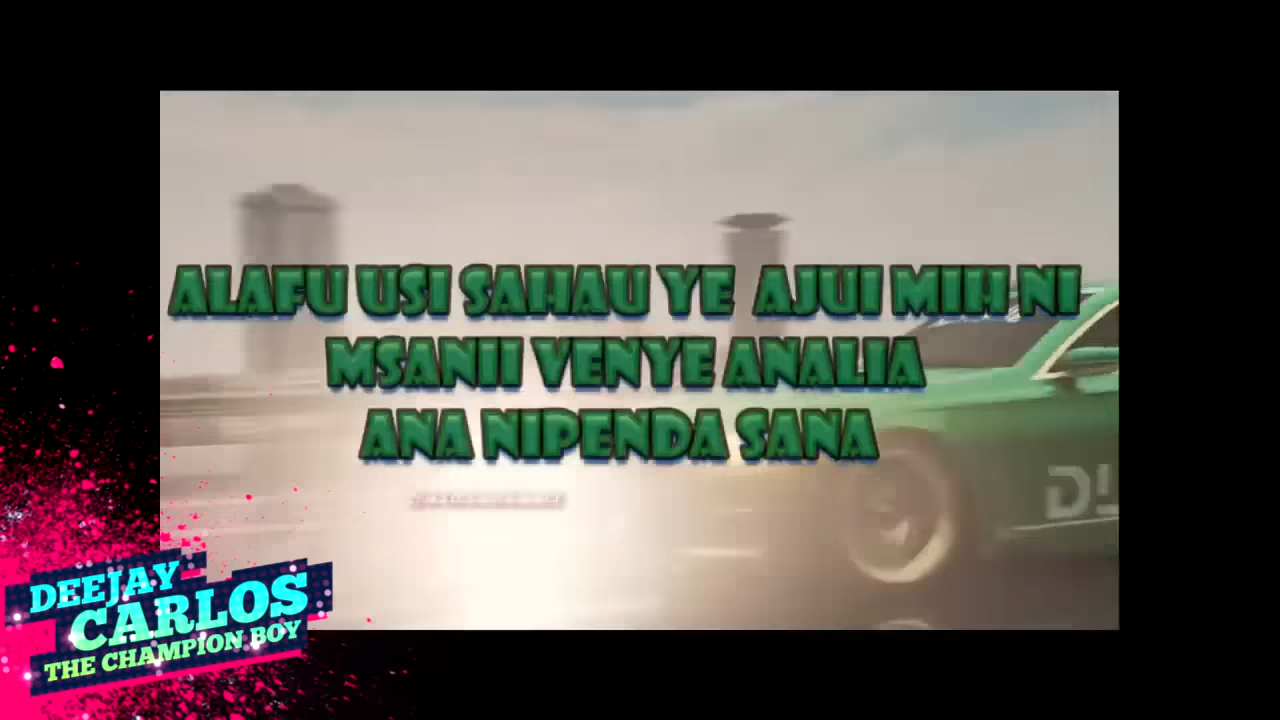 ALAFU USI SAHAU YE AJUI MIH NI
MSANII VENYE ANALIA
ANA NIPENDA SANA
DEEJAY
CARLOS
THE CHAMPION BOY